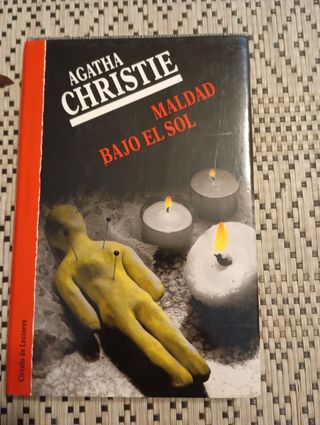 AGATHA
CHRISTIE
MALDAD
BAJO EL SOL
Círculo de Lectores